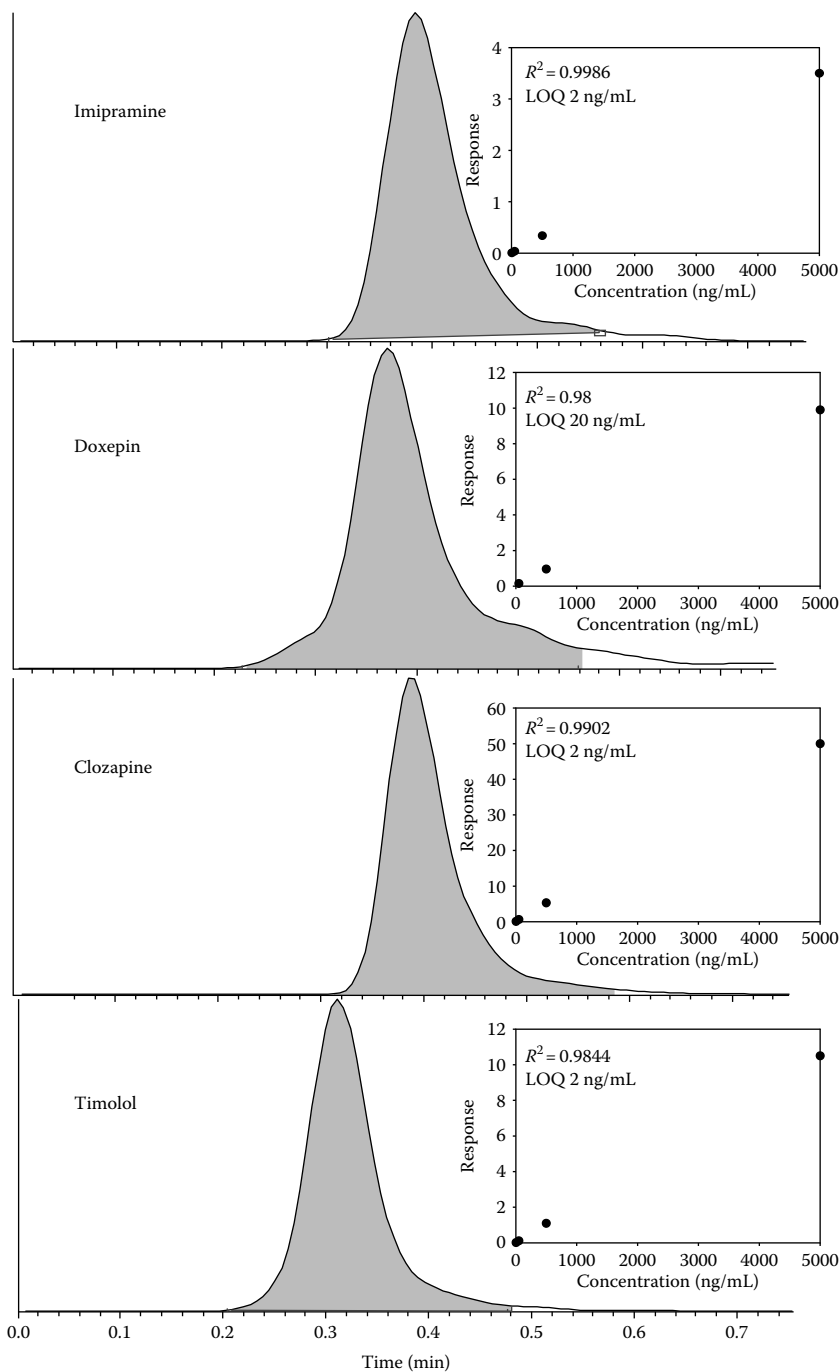 Imipramine
R² = 0.9986
LOQ 2 ng/mL
Response
4
3
2
1
0
0 1000 2000 3000 4000 5000
Concentration (ng/mL)
Doxepin
R² = 0.98
LOQ 20 ng/mL
Response
12
10
8
6
4
2
0
0 1000 2000 3000 4000 5000
Concentration (ng/mL)
Clozapine
R² = 0.9902
LOQ 2 ng/mL
Response
60
50
40
30
20
10
0
0 1000 2000 3000 4000 5000
Concentration (ng/mL)
Timolol
R² = 0.9844
LOQ 2 ng/mL
Response
12
10
8
6
4
2
0
0 1000 2000 3000 4000 5000
Concentration (ng/mL)
0.0 0.1 0.2 0.3 0.4 0.5 0.6 0.7
Time (min)